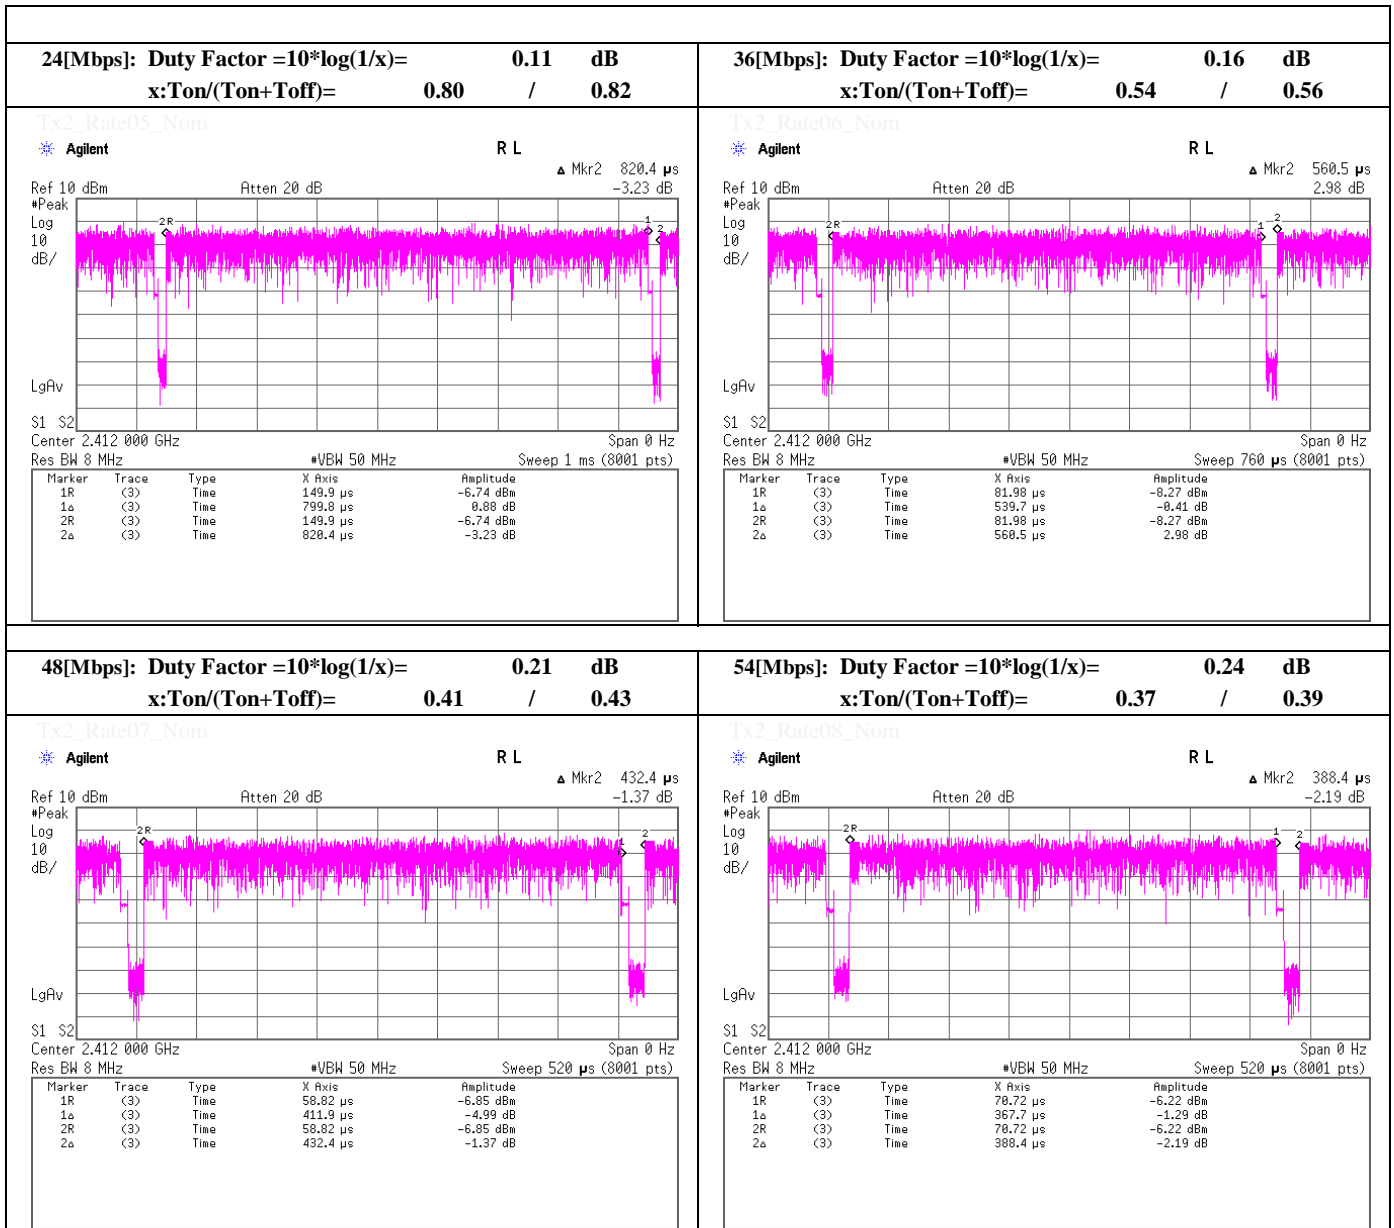 24[Mbps]: Duty Factor =10*log(1/x)= 0.11 dB
x:Ton/(Ton+Toff)= 0.80 / 0.82
Tx2_Rate05_Nom
Agilent R L
Δ Mkr2 820.4 µs
Ref 10 dBm Atten 20 dB -3.23 dB
#Peak
Log
10
dB/
2R
1
2
LgAv
S1 S2
Center 2.412 000 GHz Span 0 Hz
Res BW 8 MHz #VBW 50 MHz Sweep 1 ms (8001 pts)
Marker Trace Type X Axis Amplitude
1R (3) Time 149.9 µs -6.74 dBm
1Δ (3) Time 799.8 µs 0.88 dB
2R (3) Time 149.9 µs -6.74 dBm
2Δ (3) Time 820.4 µs -3.23 dB
36[Mbps]: Duty Factor =10*log(1/x)= 0.16 dB
x:Ton/(Ton+Toff)= 0.54 / 0.56
Tx2_Rate06_Nom
Agilent R L
Δ Mkr2 560.5 µs
Ref 10 dBm Atten 20 dB 2.98 dB
#Peak
Log
10
dB/
2R
1
2
LgAv
S1 S2
Center 2.412 000 GHz Span 0 Hz
Res BW 8 MHz #VBW 50 MHz Sweep 760 µs (8001 pts)
Marker Trace Type X Axis Amplitude
1R (3) Time 81.98 µs -8.27 dBm
1Δ (3) Time 539.7 µs -0.41 dB
2R (3) Time 81.98 µs -8.27 dBm
2Δ (3) Time 560.5 µs 2.98 dB
48[Mbps]: Duty Factor =10*log(1/x)= 0.21 dB
x:Ton/(Ton+Toff)= 0.41 / 0.43
Tx2_Rate07_Nom
Agilent R L
Δ Mkr2 432.4 µs
Ref 10 dBm Atten 20 dB -1.37 dB
#Peak
Log
10
dB/
2R
1
2
LgAv
S1 S2
Center 2.412 000 GHz Span 0 Hz
Res BW 8 MHz #VBW 50 MHz Sweep 520 µs (8001 pts)
Marker Trace Type X Axis Amplitude
1R (3) Time 58.82 µs -6.85 dBm
1Δ (3) Time 411.9 µs -4.99 dB
2R (3) Time 58.82 µs -6.85 dBm
2Δ (3) Time 432.4 µs -1.37 dB
54[Mbps]: Duty Factor =10*log(1/x)= 0.24 dB
x:Ton/(Ton+Toff)= 0.37 / 0.39
Tx2_Rate08_Nom
Agilent R L
Δ Mkr2 388.4 µs
Ref 10 dBm Atten 20 dB -2.19 dB
#Peak
Log
10
dB/
2R
1
2
LgAv
S1 S2
Center 2.412 000 GHz Span 0 Hz
Res BW 8 MHz #VBW 50 MHz Sweep 520 µs (8001 pts)
Marker Trace Type X Axis Amplitude
1R (3) Time 70.72 µs -6.22 dBm
1Δ (3) Time 367.7 µs -1.29 dB
2R (3) Time 70.72 µs -6.22 dBm
2Δ (3) Time 388.4 µs -2.19 dB